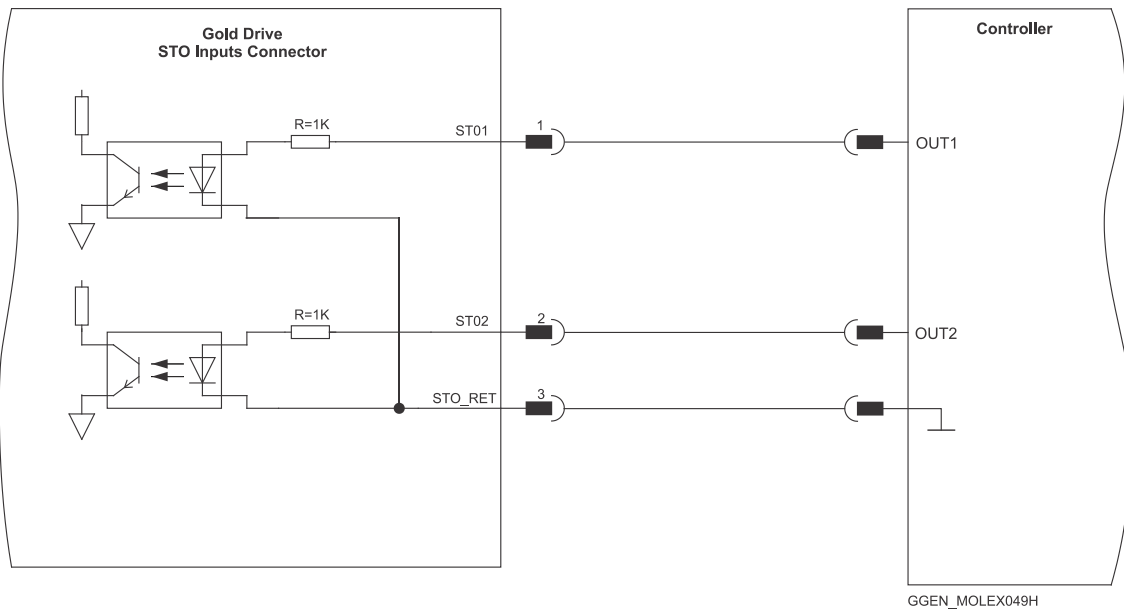 Gold Drive
STO Inputs Connector
Controller
R=1K
ST01
1
OUT1
R=1K
ST02
2
OUT2
STO_RET
3
GGEN_MOLEX049H